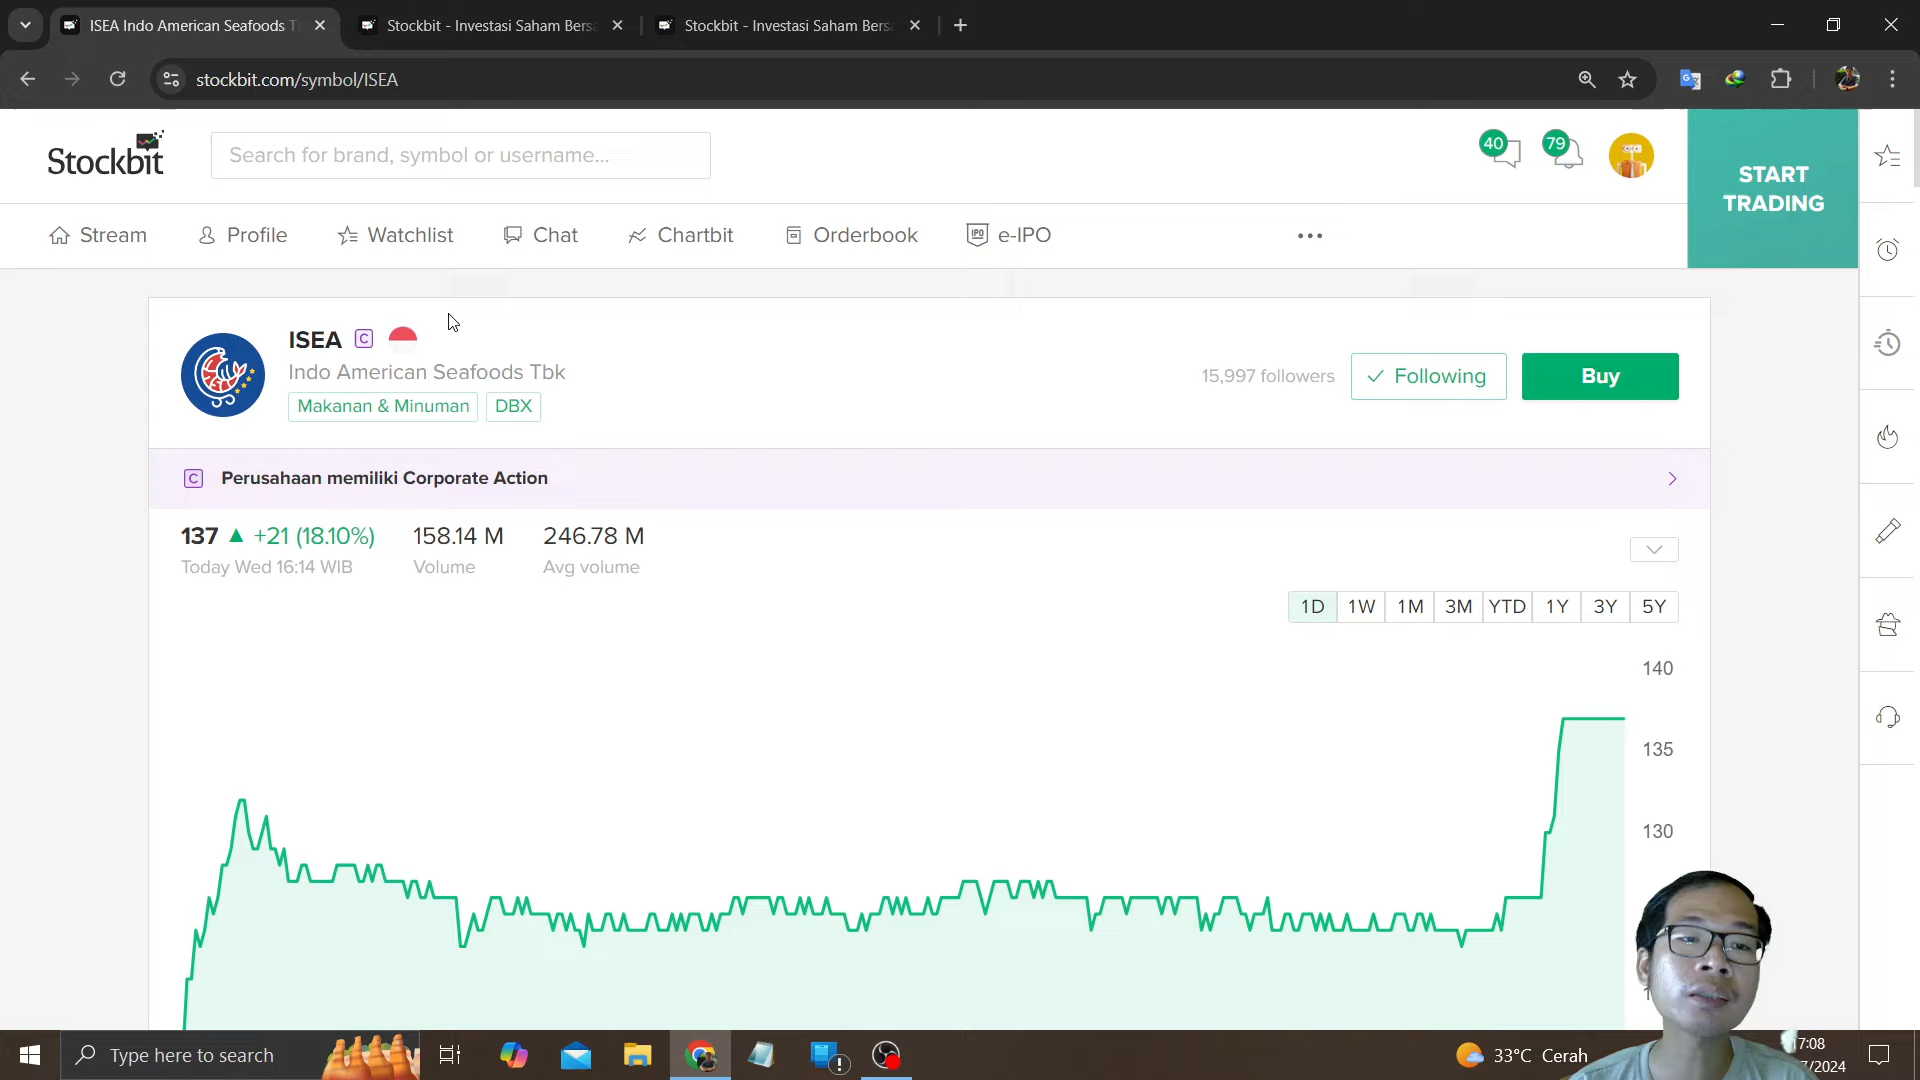 ISEA Indo American Seafoods T
Stockbit - Investasi Saham Bersa
Stockbit - Investasi Saham Bersa
stockbit.com/symbol/ISEA
Stockbit
Search for brand, symbol or username...
40
79
START
TRADING
Stream
Profile
Watchlist
Chat
Chartbit
Orderbook
IPO
e-IPO
ISEA C
Indo American Seafoods Tbk
Makanan & Minuman
DBX
15,997 followers
Following
Buy
C Perusahaan memiliki Corporate Action
137 +21 (18.10%)
Today Wed 16:14 WIB
158.14 M
Volume
246.78 M
Avg volume
1D 1W 1M 3M YTD 1Y 3Y 5Y
140
135
130
Type here to search
33°C Cerah
17:08
/2024